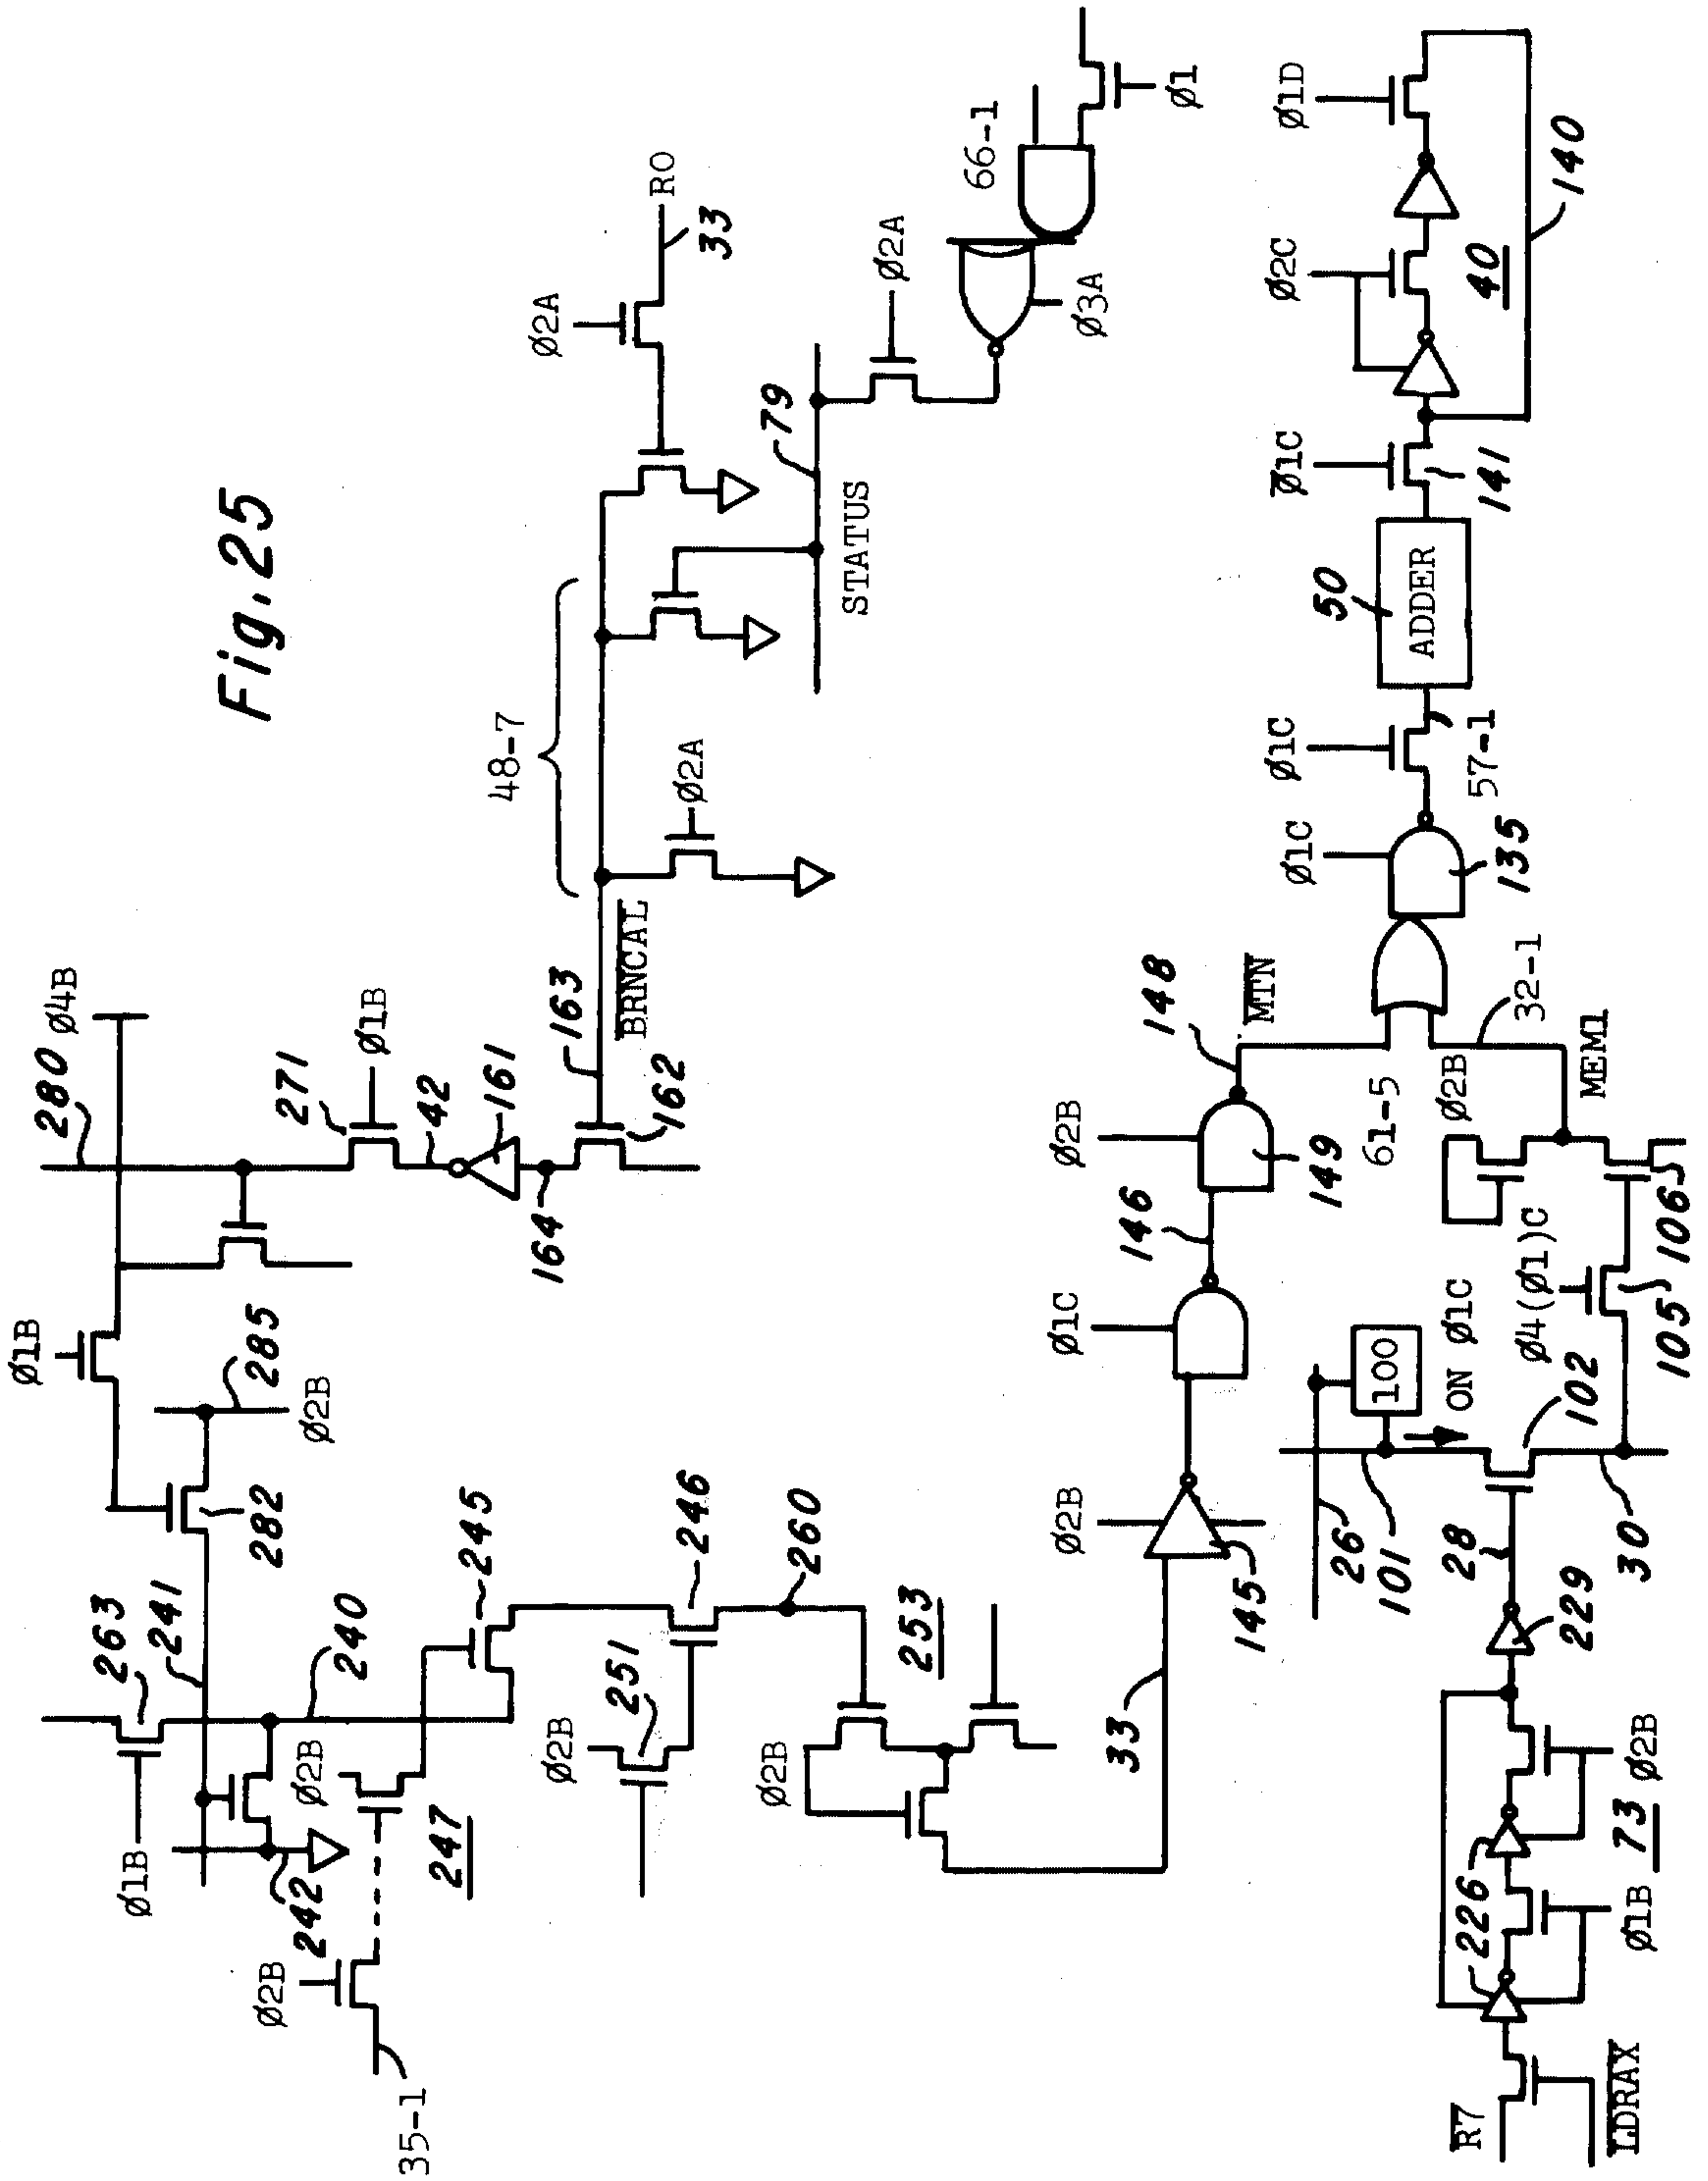 Fig. 25
280
Ø4B
Ø1B
271
Ø1B
42
161
164
162
163
BRNCAL
48-7
Ø2A
Ø2A
RO
33
79
STATUS
Ø2A
Ø3A
66-1
Ø1
285
Ø2B
282
263
241
240
Ø1B
242
Ø2B
247
245
Ø2B
35-1
Ø2B
251
246
260
253
Ø2B
33
Ø2B
145
Ø1C
146
Ø2B
149
148
MTN
61-5
32-1
MEM1
Ø2B
Ø1C
135
Ø1C
57-1
50
ADDER
Ø1C
141
Ø2C
40
Ø1D
140
26
101
100
ON Ø1C
102
28
229
30
Ø4(Ø1)C
105
106
R7
LDRAX
226
Ø1B
73
Ø2B